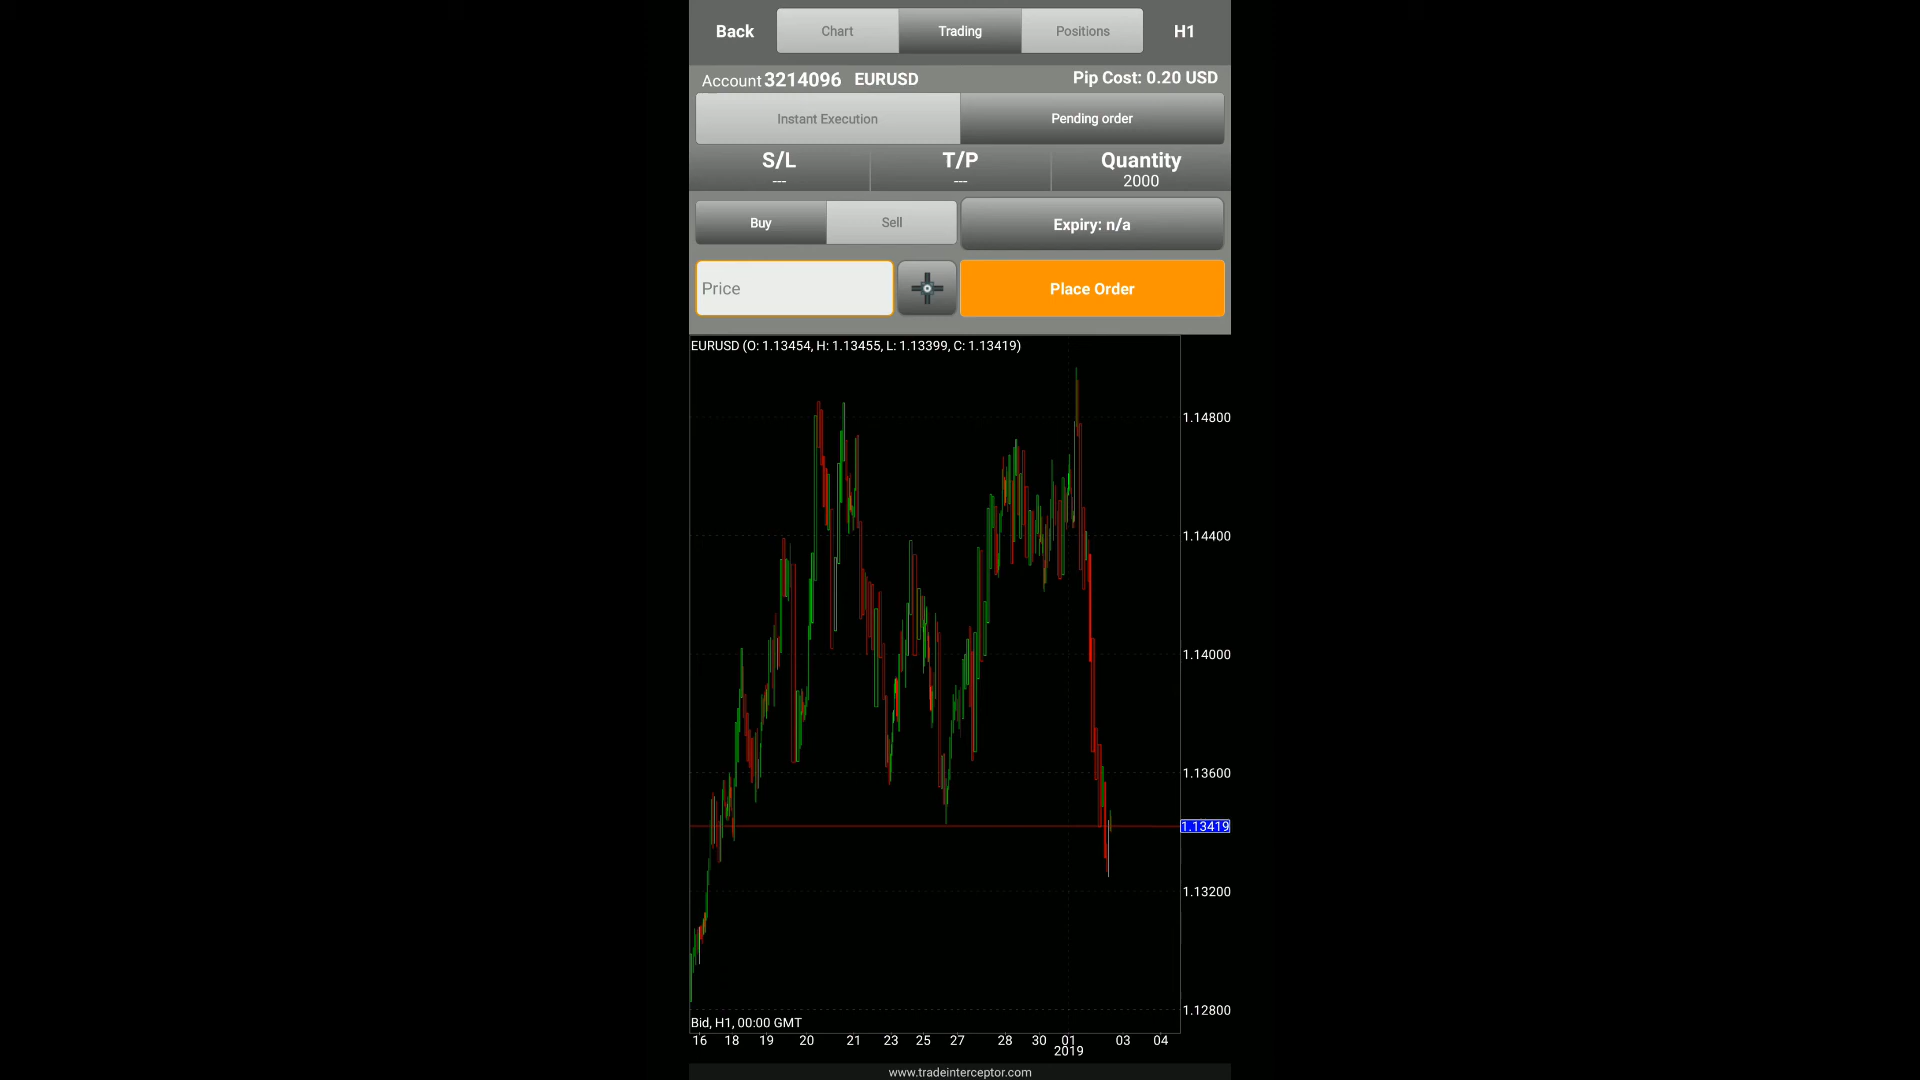 Back Chart Trading Positions H1
Account 3214096 EURUSD Pip Cost: 0.20 USD
Instant Execution Pending order
S/L T/P Quantity
--- --- 2000
Buy Sell Expiry: n/a
Price Place Order
EURUSD (O: 1.13454, H: 1.13455, L: 1.13399, C: 1.13419)
1.14800
1.14400
1.14000
1.13600
1.13419
1.13200
1.12800
Bid, H1, 00:00 GMT
16 18 19 20 21 23 25 27 28 30 01 03 04
2019
www.tradeinterceptor.com